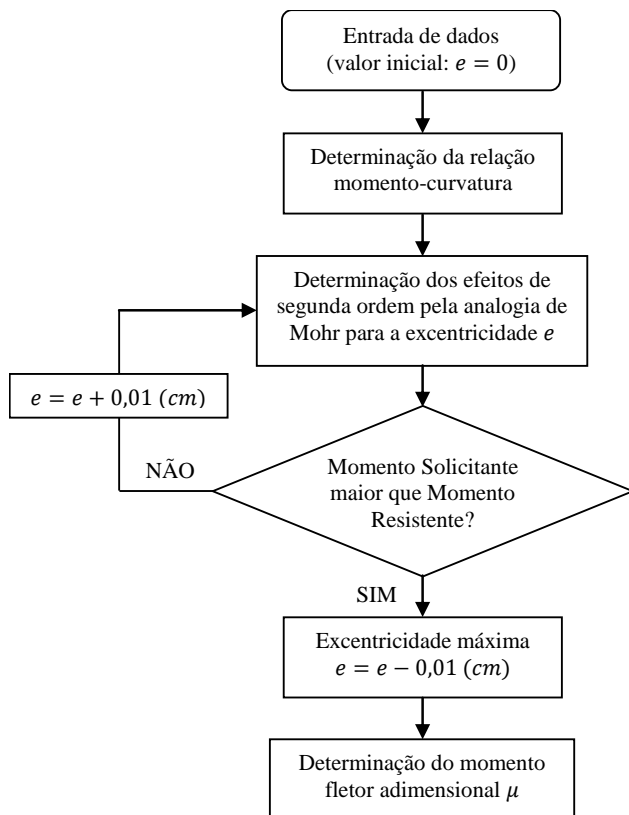 Entrada de dados
(valor inicial: e = 0)
Determinação da relação
momento-curvatura
Determinação dos efeitos de
segunda ordem pela analogia de
Mohr para a excentricidade e
e = e + 0,01 (cm)
NÃO
Momento Solicitante
maior que Momento
Resistente?
SIM
Excentricidade máxima
e = e − 0,01 (cm)
Determinação do momento
fletor adimensional μ